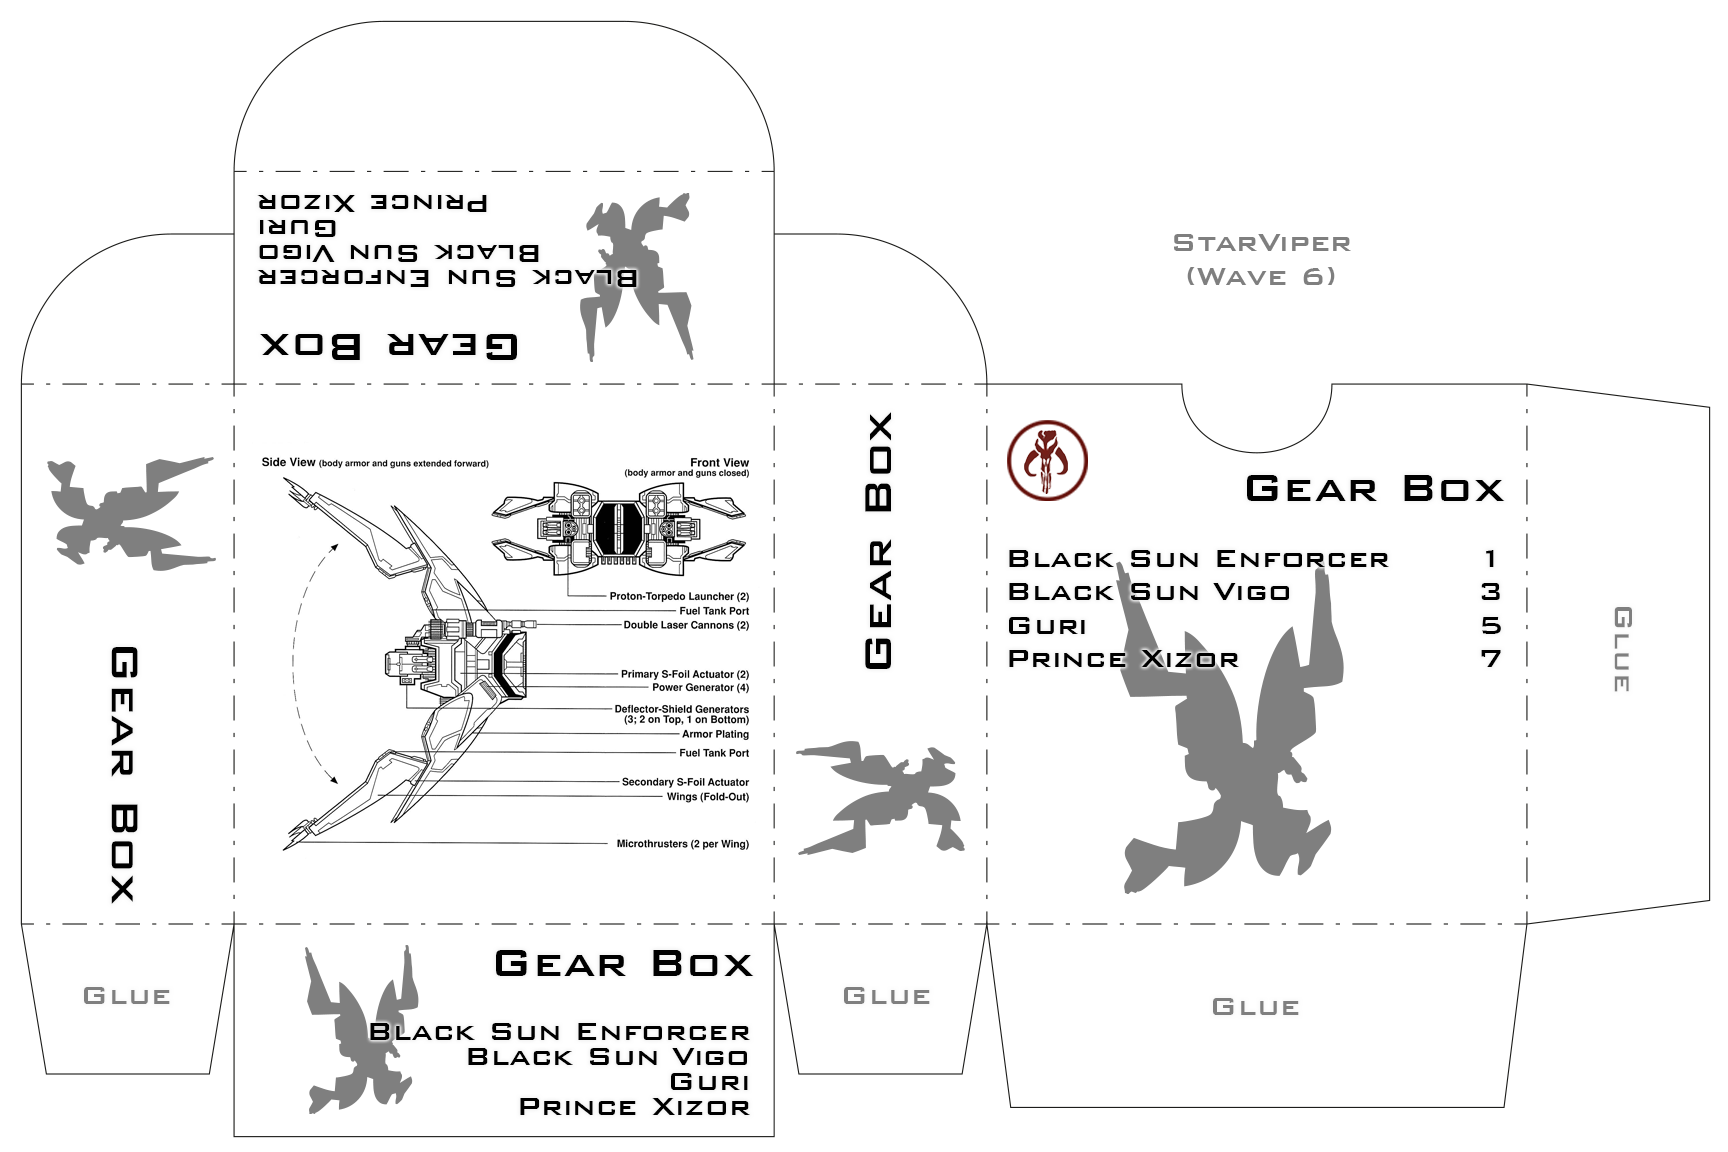 Prince Xizor
Guri
Black Sun Vigo
Black Sun Enforcer
Gear Box
StarViper
(Wave 6)
Gear Box
Side View (body armor and guns extended forward)
Front View
(body armor and guns closed)
Proton-Torpedo Launcher (2)
Fuel Tank Port
Double Laser Cannons (2)
Primary S-Foil Actuator (2)
Power Generator (4)
Deflector-Shield Generators
(3; 2 on Top, 1 on Bottom)
Armor Plating
Fuel Tank Port
Secondary S-Foil Actuator
Wings (Fold-Out)
Microthrusters (2 per Wing)
Gear Box
Gear Box
Black Sun Enforcer 1
Black Sun Vigo 3
Guri 5
Prince Xizor 7
Glue
Glue
Gear Box
Black Sun Enforcer
Black Sun Vigo
Guri
Prince Xizor
Glue
Glue